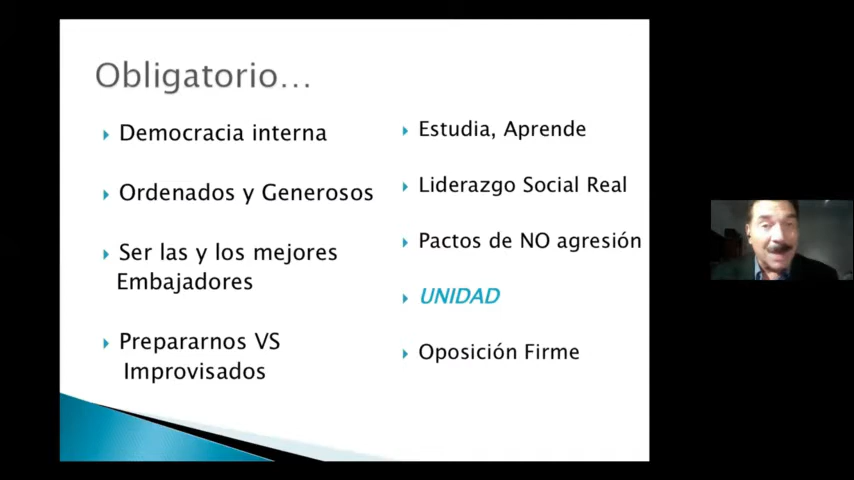 Obligatorio...
Democracia interna
Ordenados y Generosos
Ser las y los mejores
Embajadores
Prepararnos VS
Improvisados
Estudia, Aprende
Liderazgo Social Real
Pactos de NO agresión
UNIDAD
Oposición Firme